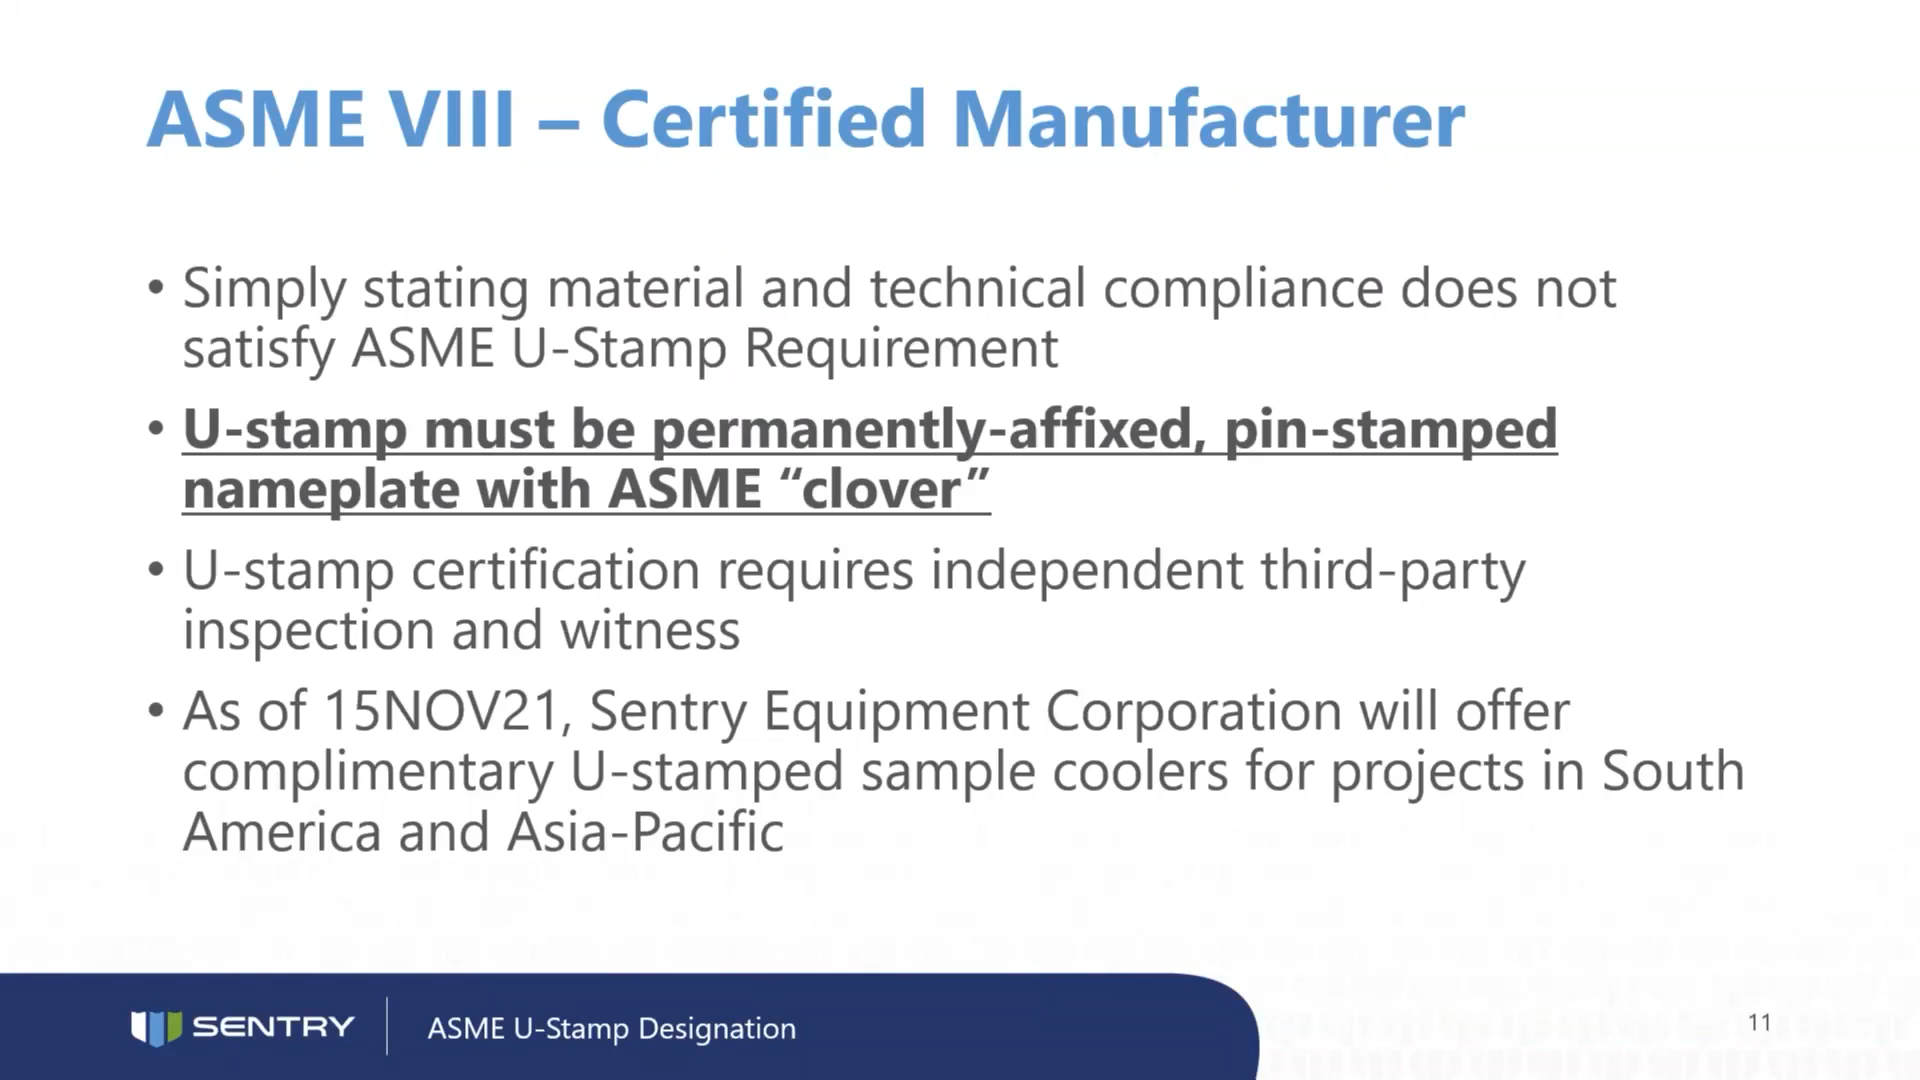 ASME VIII – Certified Manufacturer
• Simply stating material and technical compliance does not
satisfy ASME U-Stamp Requirement
• U-stamp must be permanently-affixed, pin-stamped
nameplate with ASME “clover”
• U-stamp certification requires independent third-party
inspection and witness
• As of 15NOV21, Sentry Equipment Corporation will offer
complimentary U-stamped sample coolers for projects in South
America and Asia-Pacific
SENTRY
ASME U-Stamp Designation
11